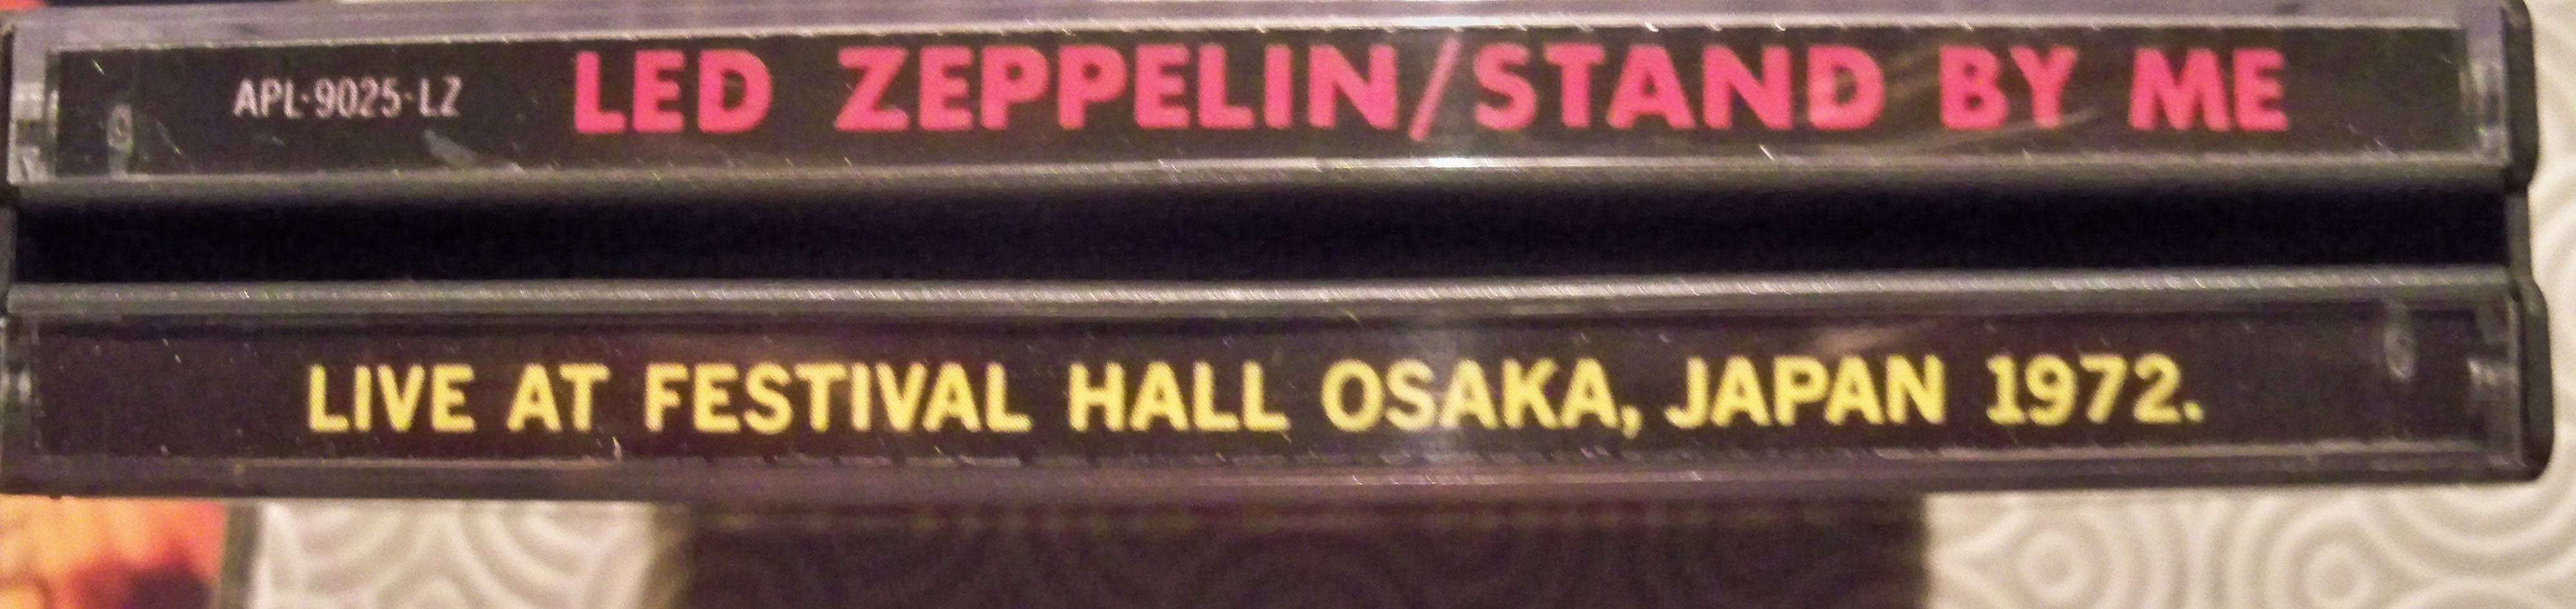 APL·9025·LZ LED ZEPPELIN/STAND BY ME
LIVE AT FESTIVAL HALL OSAKA, JAPAN 1972.